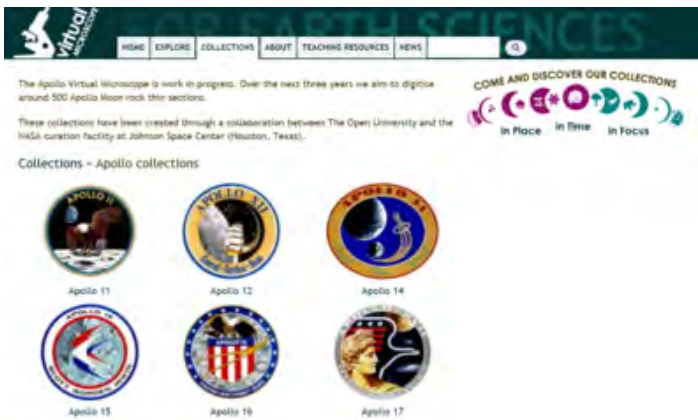 FOR EARTH SCIENCES
virtual
MICROSCOPE
HOME EXPLORE COLLECTIONS ABOUT TEACHING RESOURCES NEWS
The Apollo Virtual Microscope is work in progress. Over the next three years we aim to digitise
around 500 Apollo Moon rock thin sections.
These collections have been created through a collaboration between The Open University and the
NASA curation facility at Johnson Space Center (Houston, Texas).
COME AND DISCOVER OUR COLLECTIONS
in Place in Time in Focus
Collections - Apollo collections
APOLLO 11
APOLLO XII
Apollo 11
Apollo 12
Apollo 14
APOLLO 16
Apollo 15
Apollo 16
Apollo 17